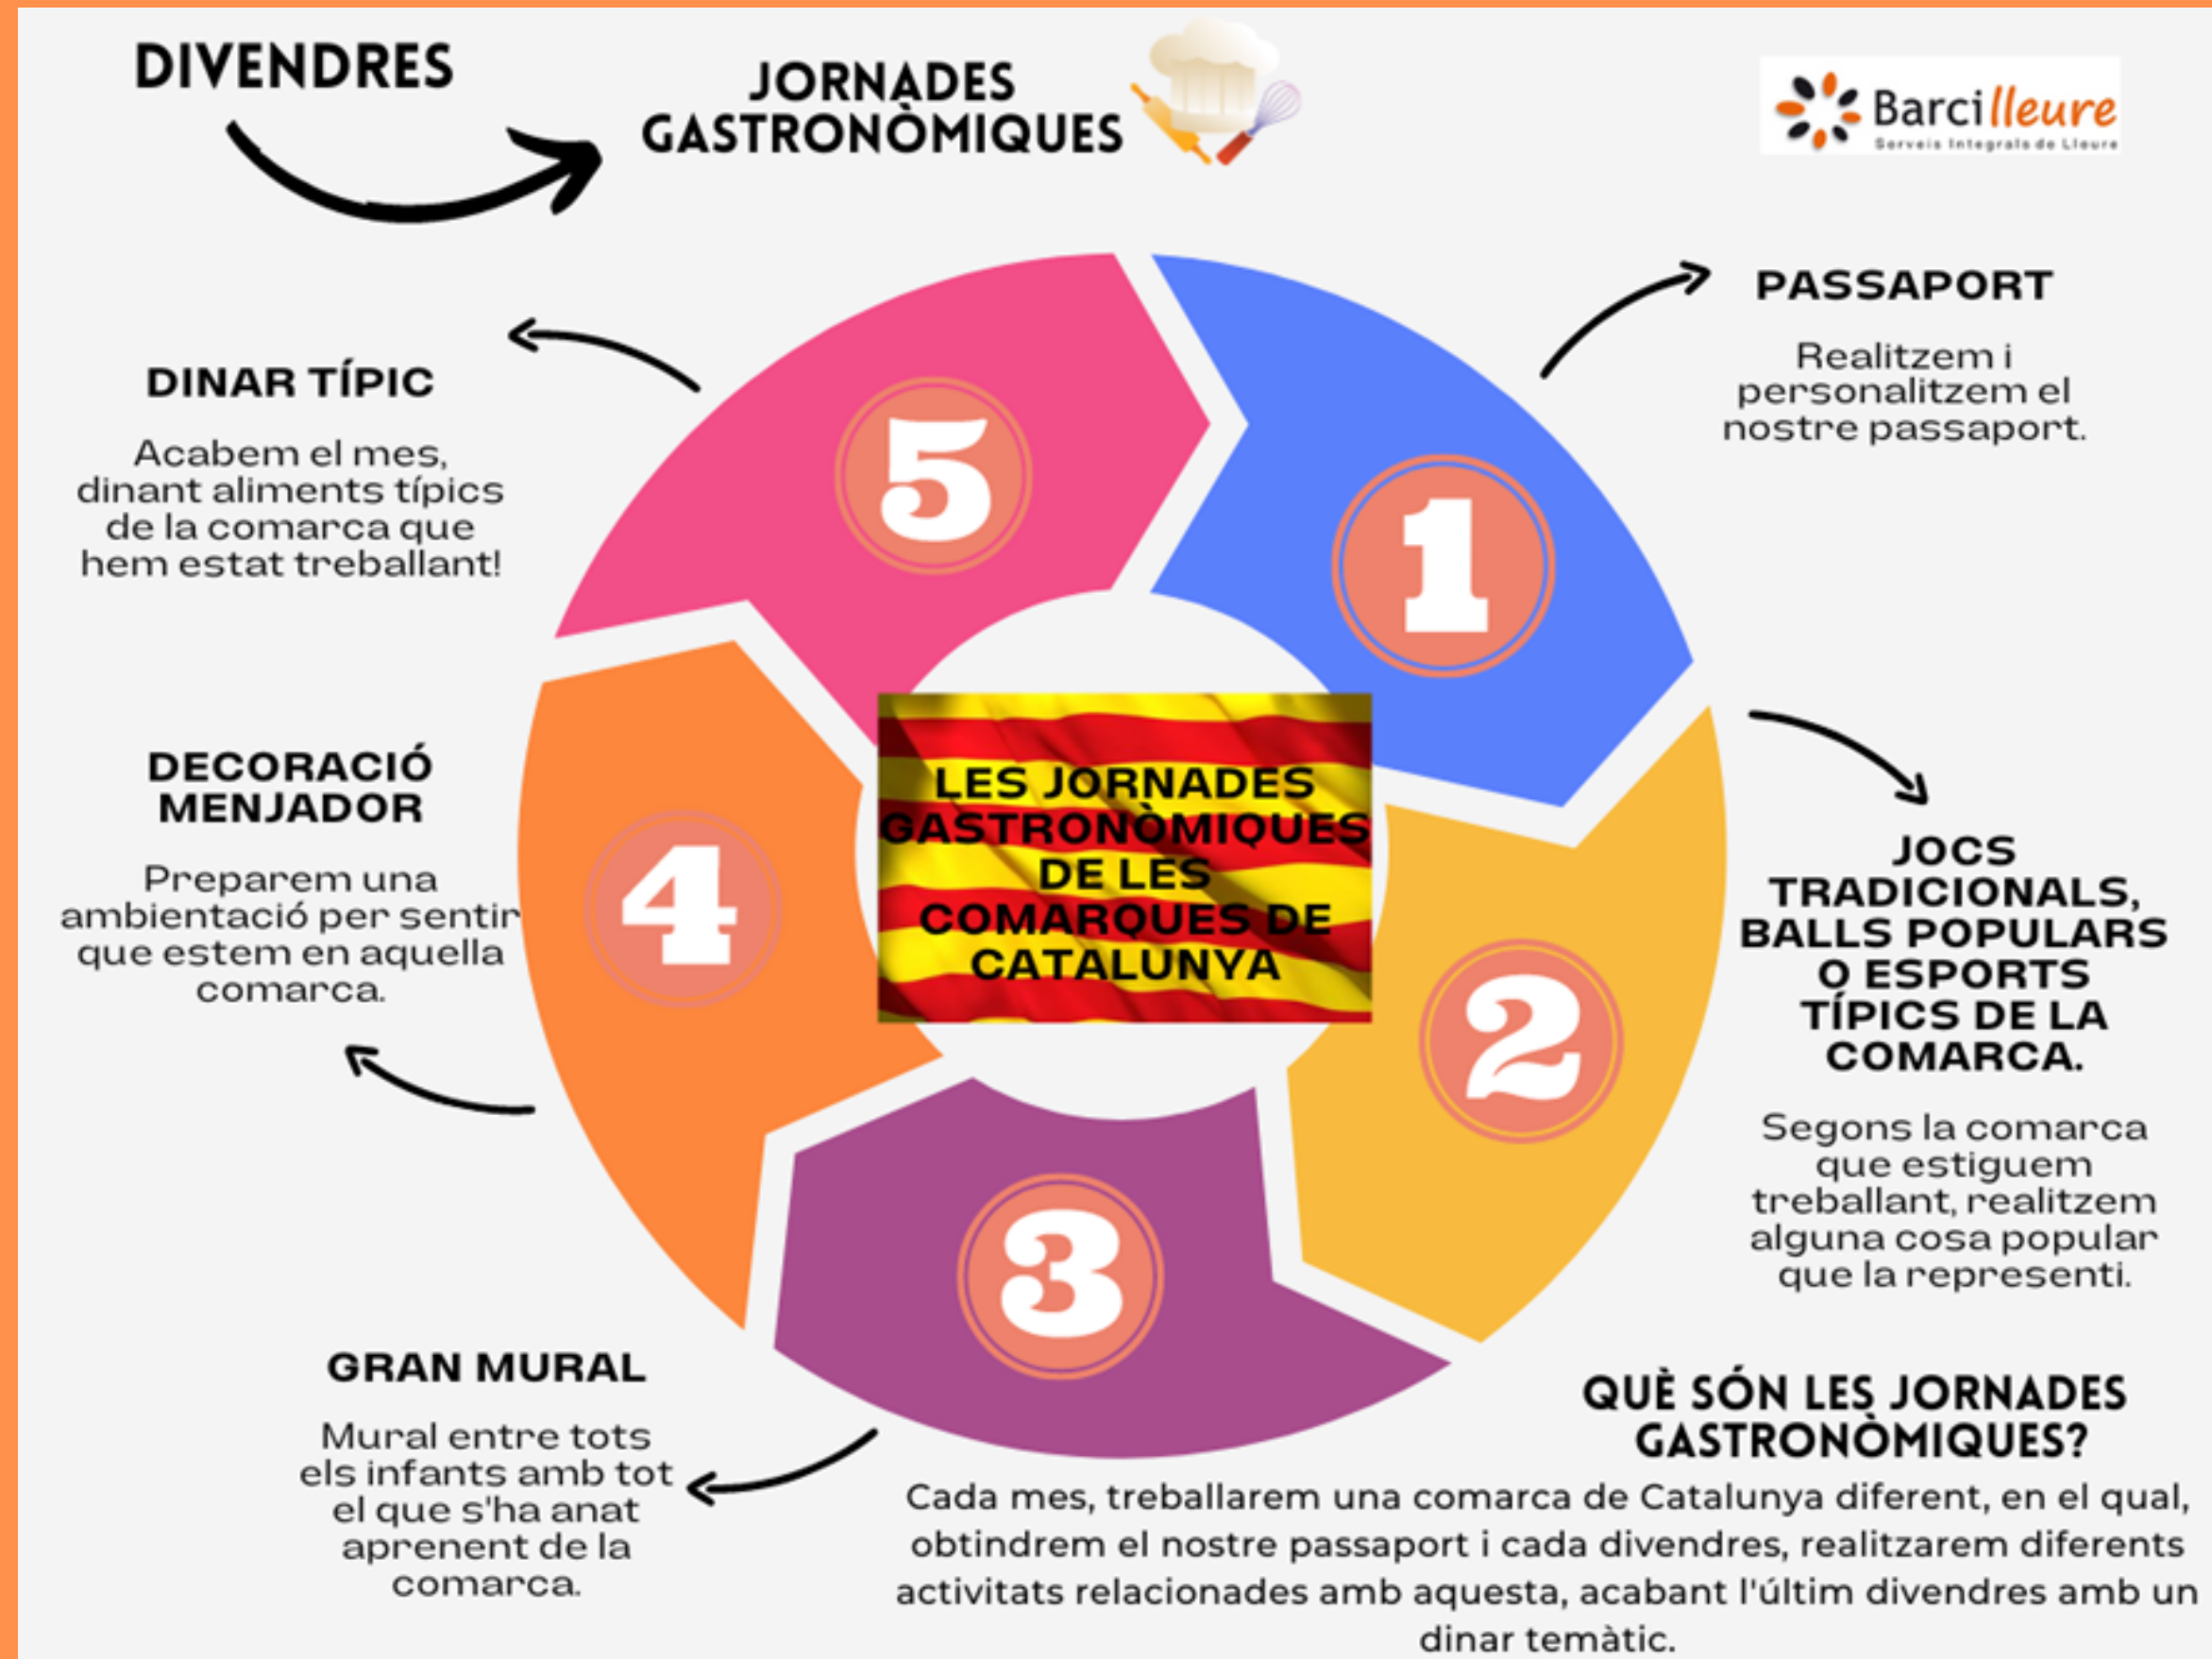 DIVENDRES
JORNADES
GASTRONÒMIQUES
Barcilleure
Serveis Integrals de Lleure
PASSAPORT
Realitzem i
personalitzem el
nostre passaport.
1
JOCS
TRADICIONALS,
BALLS POPULARS
O ESPORTS
TÍPICS DE LA
COMARCA.
Segons la comarca
que estiguem
treballant, realitzem
alguna cosa popular
que la representi.
2
GRAN MURAL
Mural entre tots
els infants amb tot
el que s'ha anat
aprenent de la
comarca.
3
DECORACIÓ
MENJADOR
Preparem una
ambientació per sentir
que estem en aquella
comarca.
4
DINAR TÍPIC
Acabem el mes,
dinant aliments típics
de la comarca que
hem estat treballant!
5
LES JORNADES
GASTRONÒMIQUES
DE LES
COMARQUES DE
CATALUNYA
QUÈ SÓN LES JORNADES
GASTRONÒMIQUES?
Cada mes, treballarem una comarca de Catalunya diferent, en el qual,
obtindrem el nostre passaport i cada divendres, realitzarem diferents
activitats relacionades amb aquesta, acabant l'últim divendres amb un
dinar temàtic.